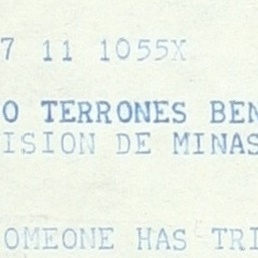 7 11 1055X
O TERRONES BEN
ISION DE MINAS
OMEONE HAS TRI